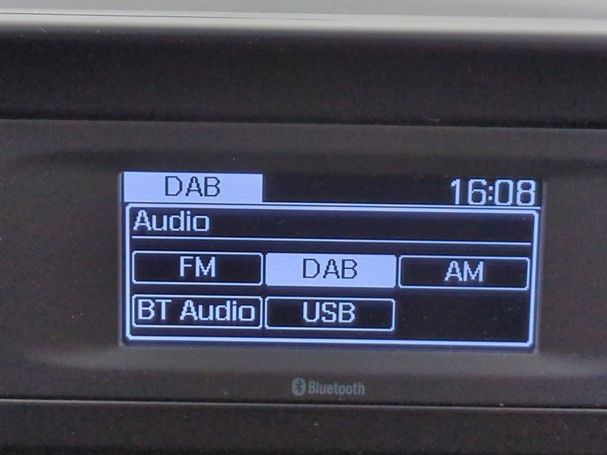 DAB 16:08
Audio
FM DAB AM
BT Audio USB
Bluetooth